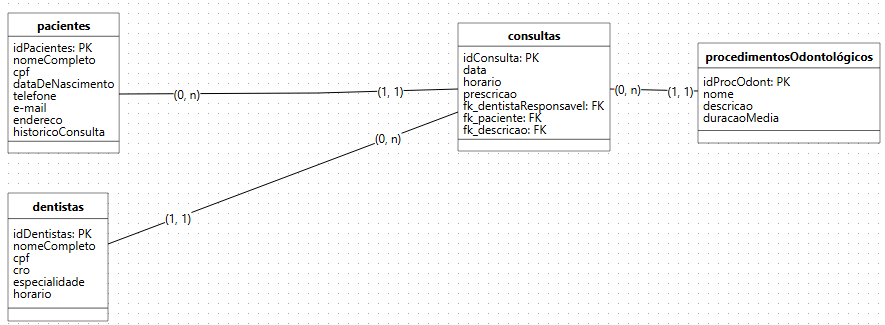 pacientes
idPacientes: PK
nomeCompleto
cpf
dataDeNascimento
telefone
e-mail
endereco
historicoConsulta
(0, n)
(1, 1)
consultas
idConsulta: PK
data
horario
prescricao
fk_dentistaResponsavel: FK
fk_paciente: FK
fk_descricao: FK
(0, n)
(1, 1)
procedimentosOdontológicos
idProcOdont: PK
nome
descricao
duracaoMedia
(0, n)
(1, 1)
dentistas
idDentistas: PK
nomeCompleto
cpf
cro
especialidade
horario